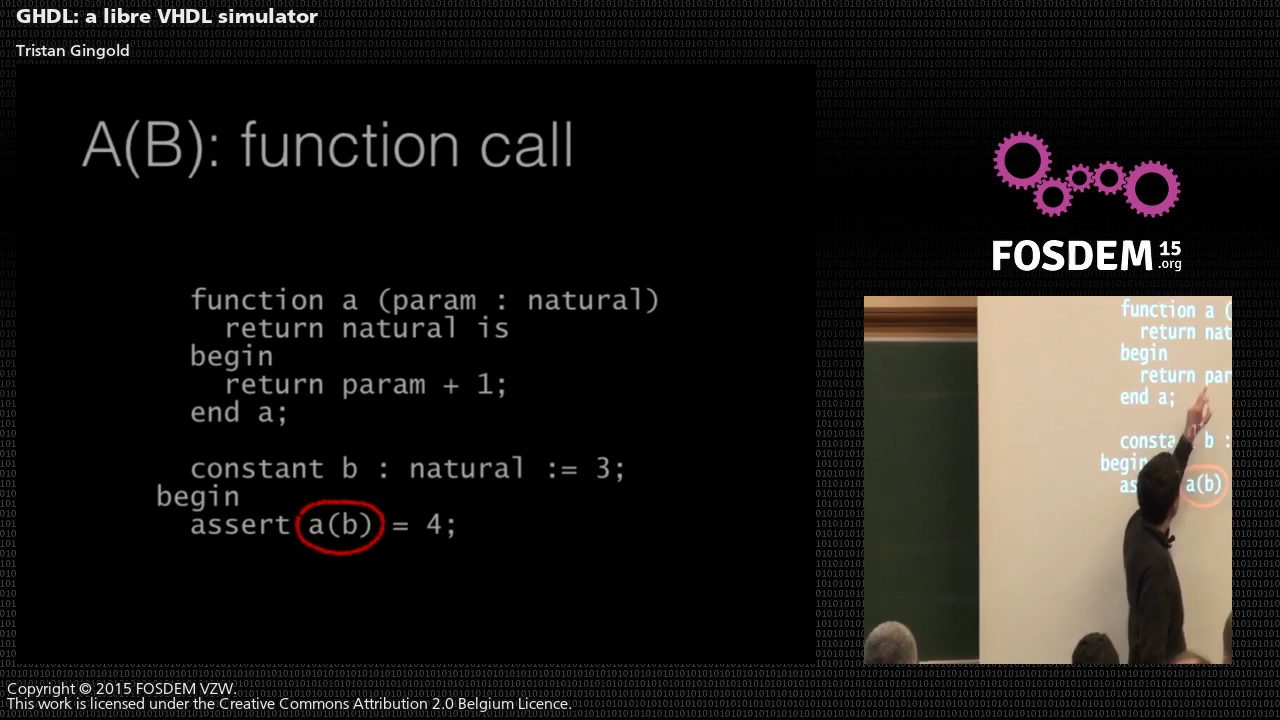 GHDL: a libre VHDL simulator
Tristan Gingold
A(B): function call
function a (param : natural)
return natural is
begin
return param + 1;
end a;
constant b : natural := 3;
begin
assert a(b) = 4;
FOSDEM 15
.org
function a (
return nat
begin
return par
end a;
consta b :
begin
as a(b)
Copyright © 2015 FOSDEM VZW.
This work is licensed under the Creative Commons Attribution 2.0 Belgium Licence.